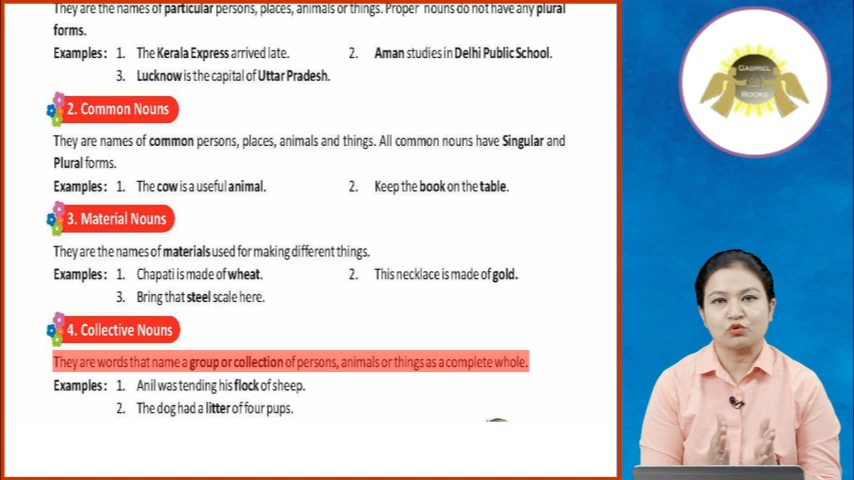 They are the names of particular persons, places, animals or things. Proper nouns do not have any plural
forms.
Examples: 1. The Kerala Express arrived late. 2. Aman studies in Delhi Public School.
3. Lucknow is the capital of Uttar Pradesh.
2. Common Nouns
They are names of common persons, places, animals and things. All common nouns have Singular and
Plural forms.
Examples: 1. The cow is a useful animal. 2. Keep the book on the table.
3. Material Nouns
They are the names of materials used for making different things.
Examples: 1. Chapati is made of wheat. 2. This necklace is made of gold.
3. Bring that steel scale here.
4. Collective Nouns
They are words that name a group or collection of persons, animals or things as a complete whole.
Examples: 1. Anil was tending his flock of sheep.
2. The dog had a litter of four pups.
GABRIEL
BOOKS